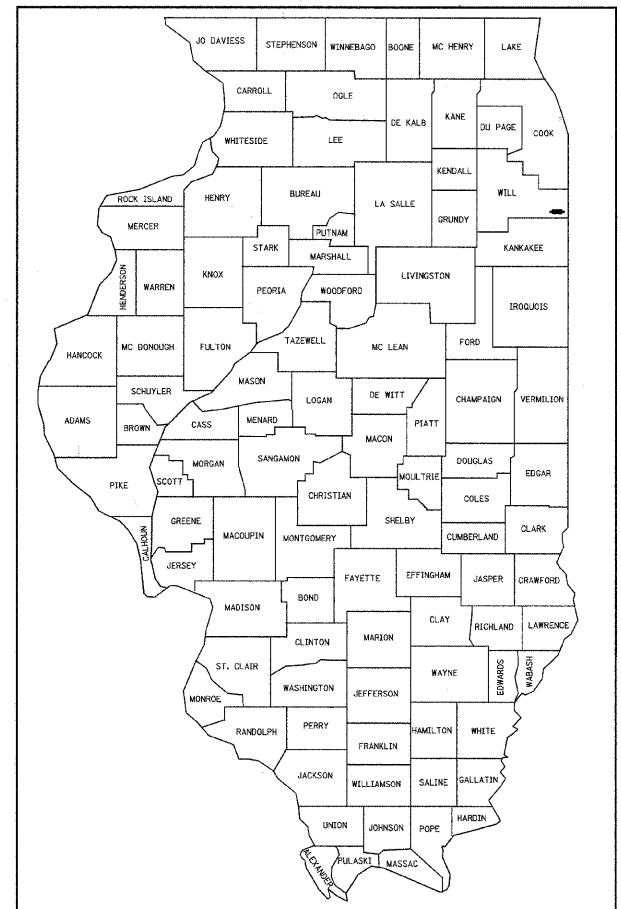 JO DAVIESS STEPHENSON WINNEBAGO BOONE MC HENRY LAKE
CARROLL OGLE
DE KALB KANE DU PAGE COOK
WHITESIDE LEE
KENDALL
ROCK ISLAND HENRY BUREAU LA SALLE WILL
MERCER PUTNAM GRUNDY
STARK MARSHALL KANKAKEE
HENDERSON WARREN KNOX PEORIA WOODFORD LIVINGSTON
IROQUOIS
HANCOCK MC DONOUGH FULTON TAZEWELL MC LEAN FORD
MASON
SCHUYLER LOGAN DE WITT CHAMPAIGN VERMILION
ADAMS BROWN CASS MENARD PIATT
MACON
MORGAN SANGAMON DOUGLAS
PIKE SCOTT MOULTRIE EDGAR
CHRISTIAN COLES
GREENE SHELBY
CALHOUN MACOUPIN MONTGOMERY CUMBERLAND CLARK
JERSEY
FAYETTE EFFINGHAM JASPER CRAWFORD
MADISON BOND
CLAY RICHLAND LAWRENCE
CLINTON MARION
ST. CLAIR WAYNE EDWARDS WABASH
WASHINGTON JEFFERSON
MONROE
RANDOLPH PERRY HAMILTON WHITE
FRANKLIN
JACKSON WILLIAMSON SALINE GALLATIN
UNION JOHNSON POPE HARDIN
ALEXANDER PULASKI MASSAC